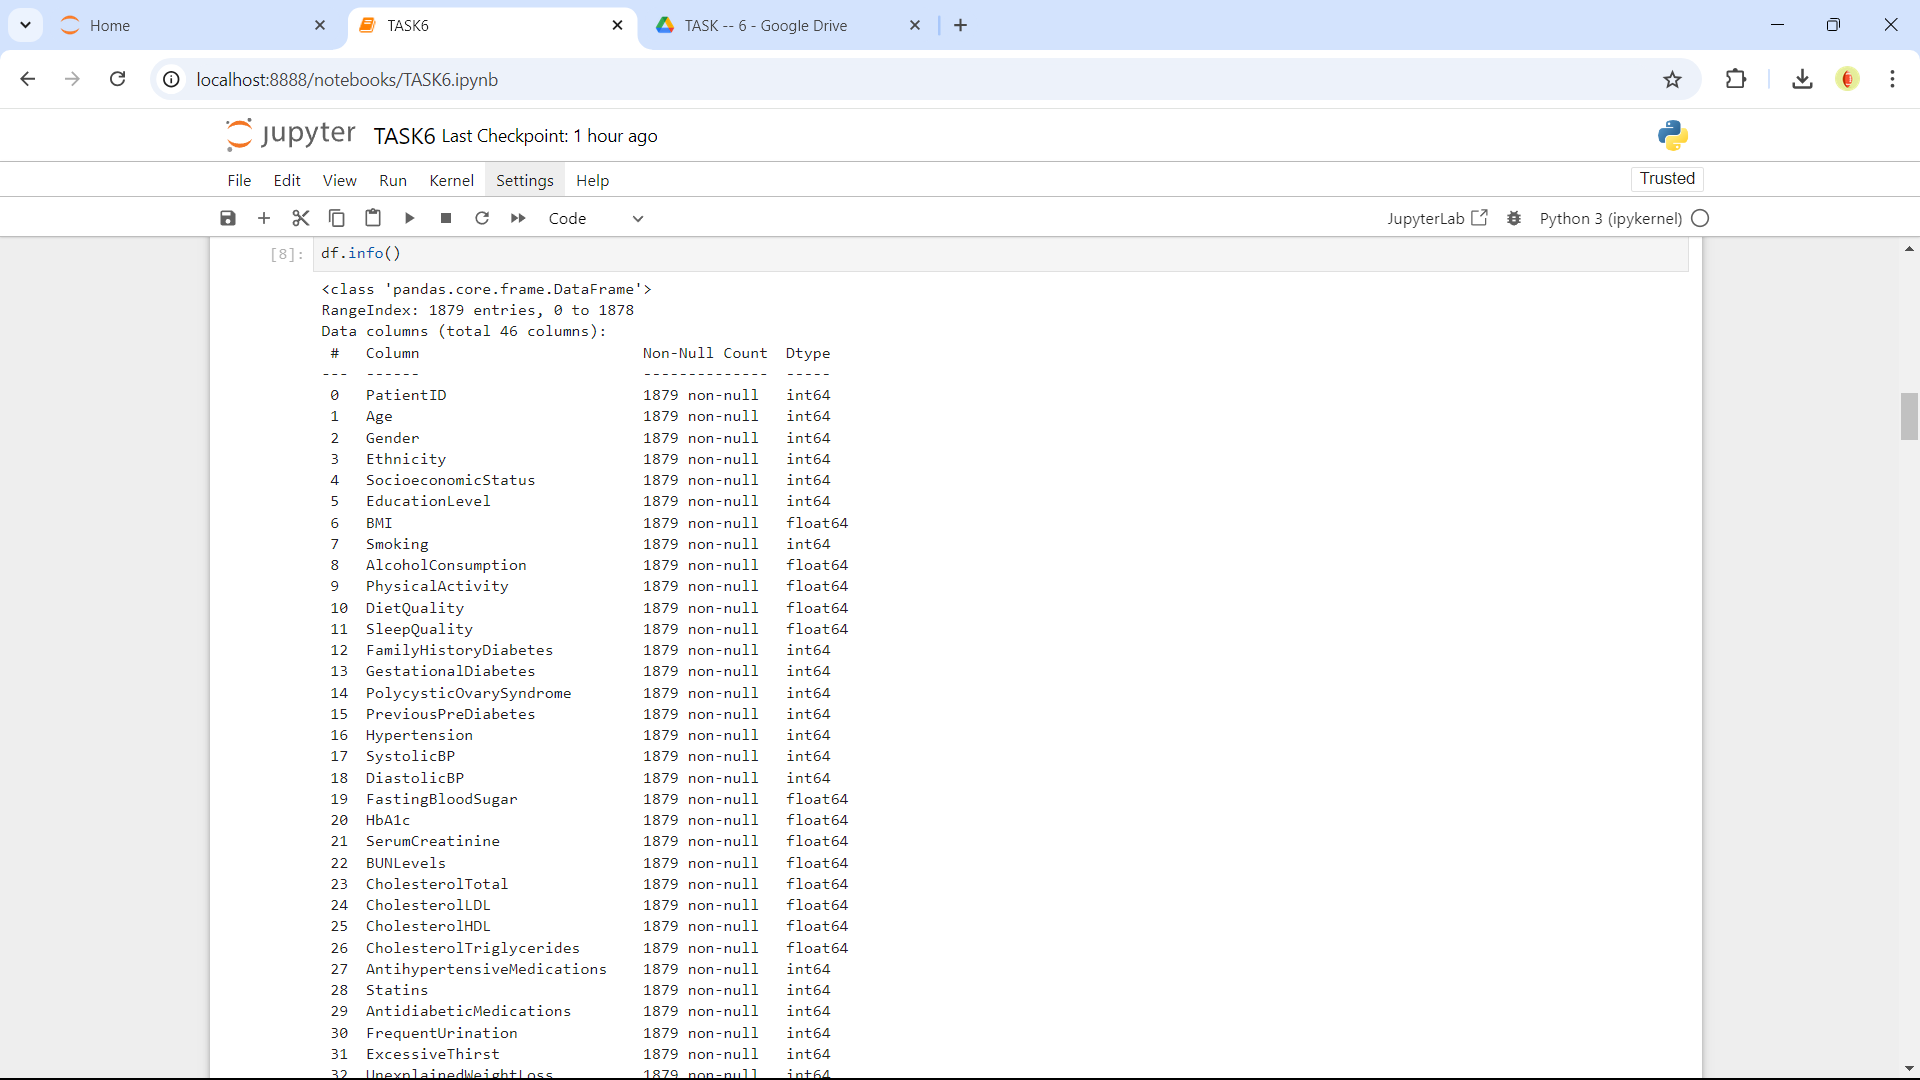 Home
TASK6
TASK -- 6 - Google Drive
localhost:8888/notebooks/TASK6.ipynb
jupyter TASK6 Last Checkpoint: 1 hour ago
File Edit View Run Kernel Settings Help Trusted
Code JupyterLab Python 3 (ipykernel)
[8]: df.info()
<class 'pandas.core.frame.DataFrame'>
RangeIndex: 1879 entries, 0 to 1878
Data columns (total 46 columns):
# Column Non-Null Count Dtype
--- ------ -------------- -----
0 PatientID 1879 non-null int64
1 Age 1879 non-null int64
2 Gender 1879 non-null int64
3 Ethnicity 1879 non-null int64
4 SocioeconomicStatus 1879 non-null int64
5 EducationLevel 1879 non-null int64
6 BMI 1879 non-null float64
7 Smoking 1879 non-null int64
8 AlcoholConsumption 1879 non-null float64
9 PhysicalActivity 1879 non-null float64
10 DietQuality 1879 non-null float64
11 SleepQuality 1879 non-null float64
12 FamilyHistoryDiabetes 1879 non-null int64
13 GestationalDiabetes 1879 non-null int64
14 PolycysticOvarySyndrome 1879 non-null int64
15 PreviousPreDiabetes 1879 non-null int64
16 Hypertension 1879 non-null int64
17 SystolicBP 1879 non-null int64
18 DiastolicBP 1879 non-null int64
19 FastingBloodSugar 1879 non-null float64
20 HbA1c 1879 non-null float64
21 SerumCreatinine 1879 non-null float64
22 BUNLevels 1879 non-null float64
23 CholesterolTotal 1879 non-null float64
24 CholesterolLDL 1879 non-null float64
25 CholesterolHDL 1879 non-null float64
26 CholesterolTriglycerides 1879 non-null float64
27 AntihypertensiveMedications 1879 non-null int64
28 Statins 1879 non-null int64
29 AntidiabeticMedications 1879 non-null int64
30 FrequentUrination 1879 non-null int64
31 ExcessiveThirst 1879 non-null int64
32 UnexplainedWeightLoss 1879 non-null int64